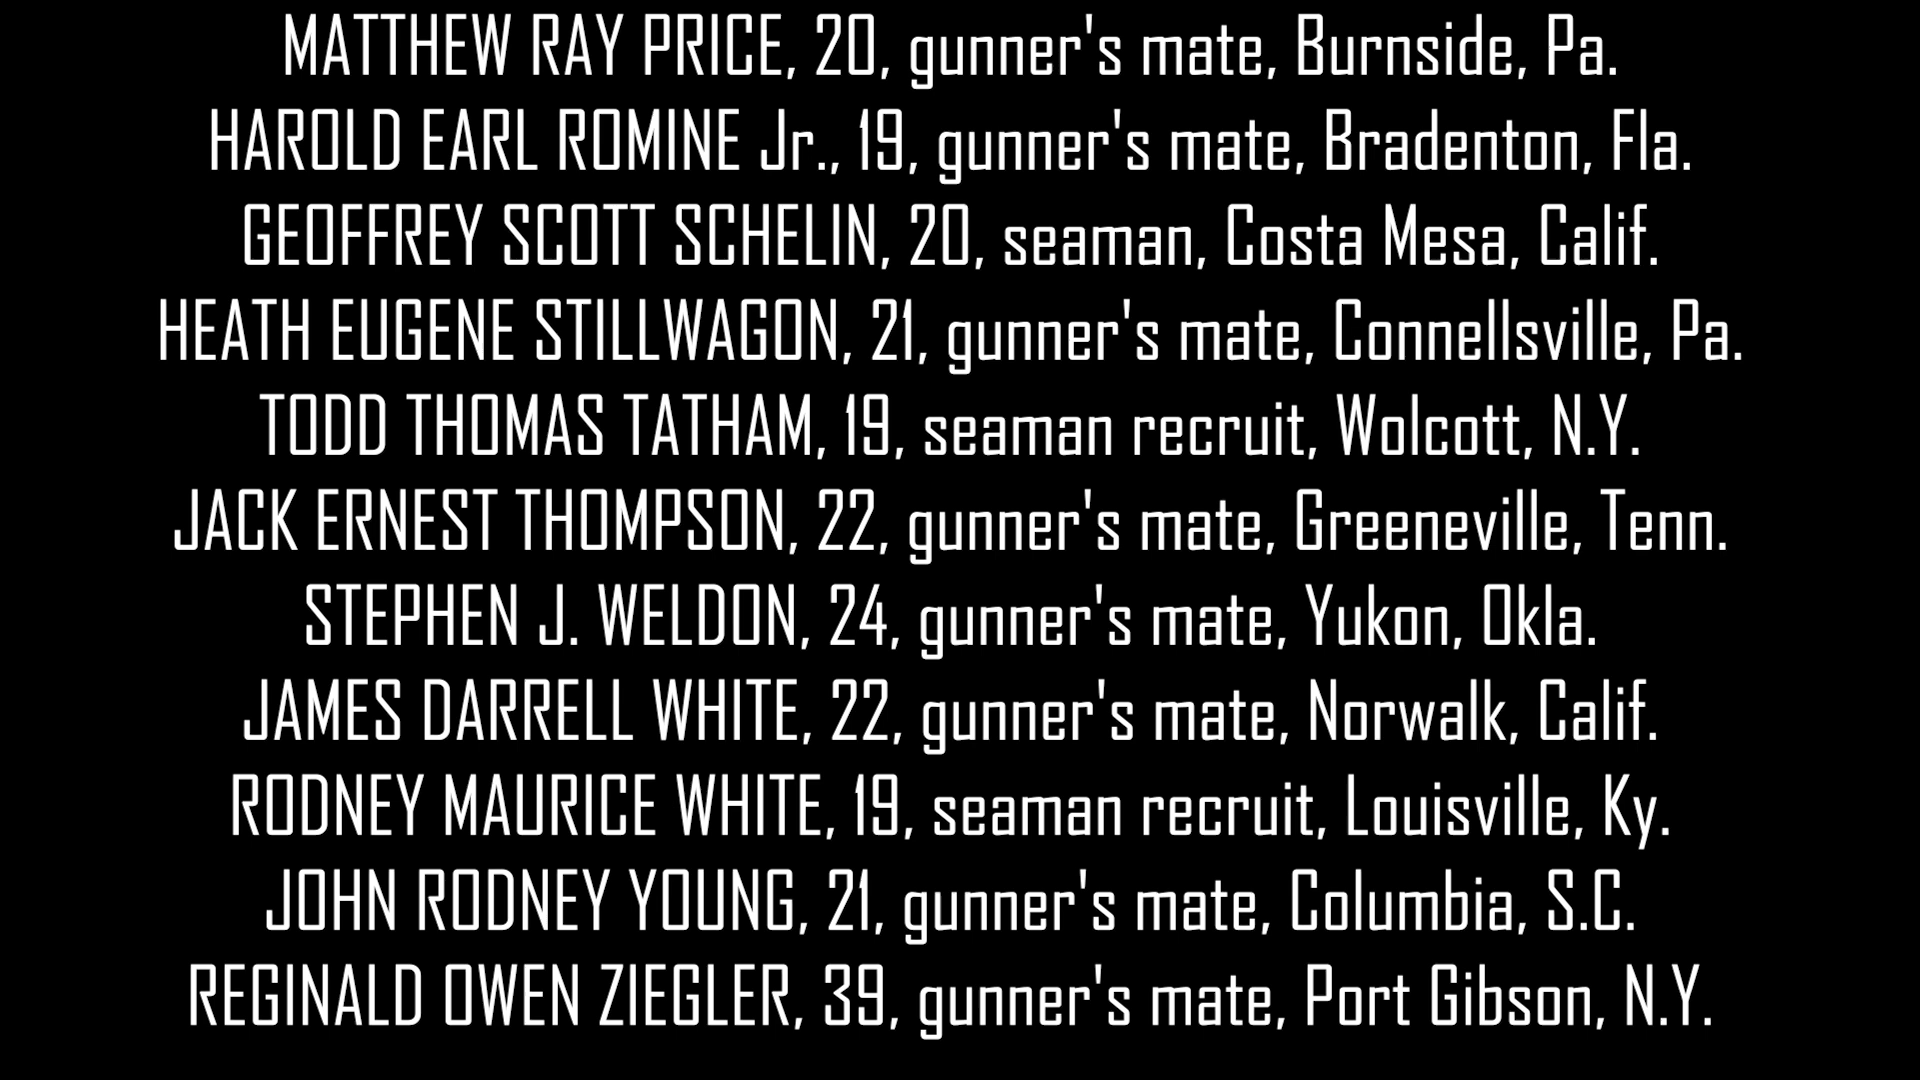 MATTHEW RAY PRICE, 20, gunner's mate, Burnside, Pa.
HAROLD EARL ROMINE Jr., 19, gunner's mate, Bradenton, Fla.
GEOFFREY SCOTT SCHELIN, 20, seaman, Costa Mesa, Calif.
HEATH EUGENE STILLWAGON, 21, gunner's mate, Connellsville, Pa.
TODD THOMAS TATHAM, 19, seaman recruit, Wolcott, N.Y.
JACK ERNEST THOMPSON, 22, gunner's mate, Greeneville, Tenn.
STEPHEN J. WELDON, 24, gunner's mate, Yukon, Okla.
JAMES DARRELL WHITE, 22, gunner's mate, Norwalk, Calif.
RODNEY MAURICE WHITE, 19, seaman recruit, Louisville, Ky.
JOHN RODNEY YOUNG, 21, gunner's mate, Columbia, S.C.
REGINALD OWEN ZIEGLER, 39, gunner's mate, Port Gibson, N.Y.